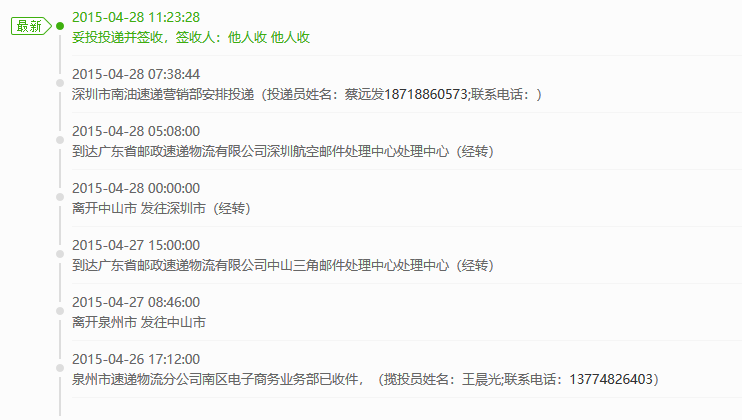 最新
2015-04-28 11:23:28
妥投投递并签收，签收人：他人收 他人收
2015-04-28 07:38:44
深圳市南油速递营销部安排投递（投递员姓名：蔡远发18718860573;联系电话：）
2015-04-28 05:08:00
到达广东省邮政速递物流有限公司深圳航空邮件处理中心处理中心（经转）
2015-04-28 00:00:00
离开中山市 发往深圳市（经转）
2015-04-27 15:00:00
到达广东省邮政速递物流有限公司中山三角邮件处理中心处理中心（经转）
2015-04-27 08:46:00
离开泉州市 发往中山市
2015-04-26 17:12:00
泉州市速递物流分公司南区电子商务业务部已收件，（揽投员姓名：王晨光;联系电话：13774826403）